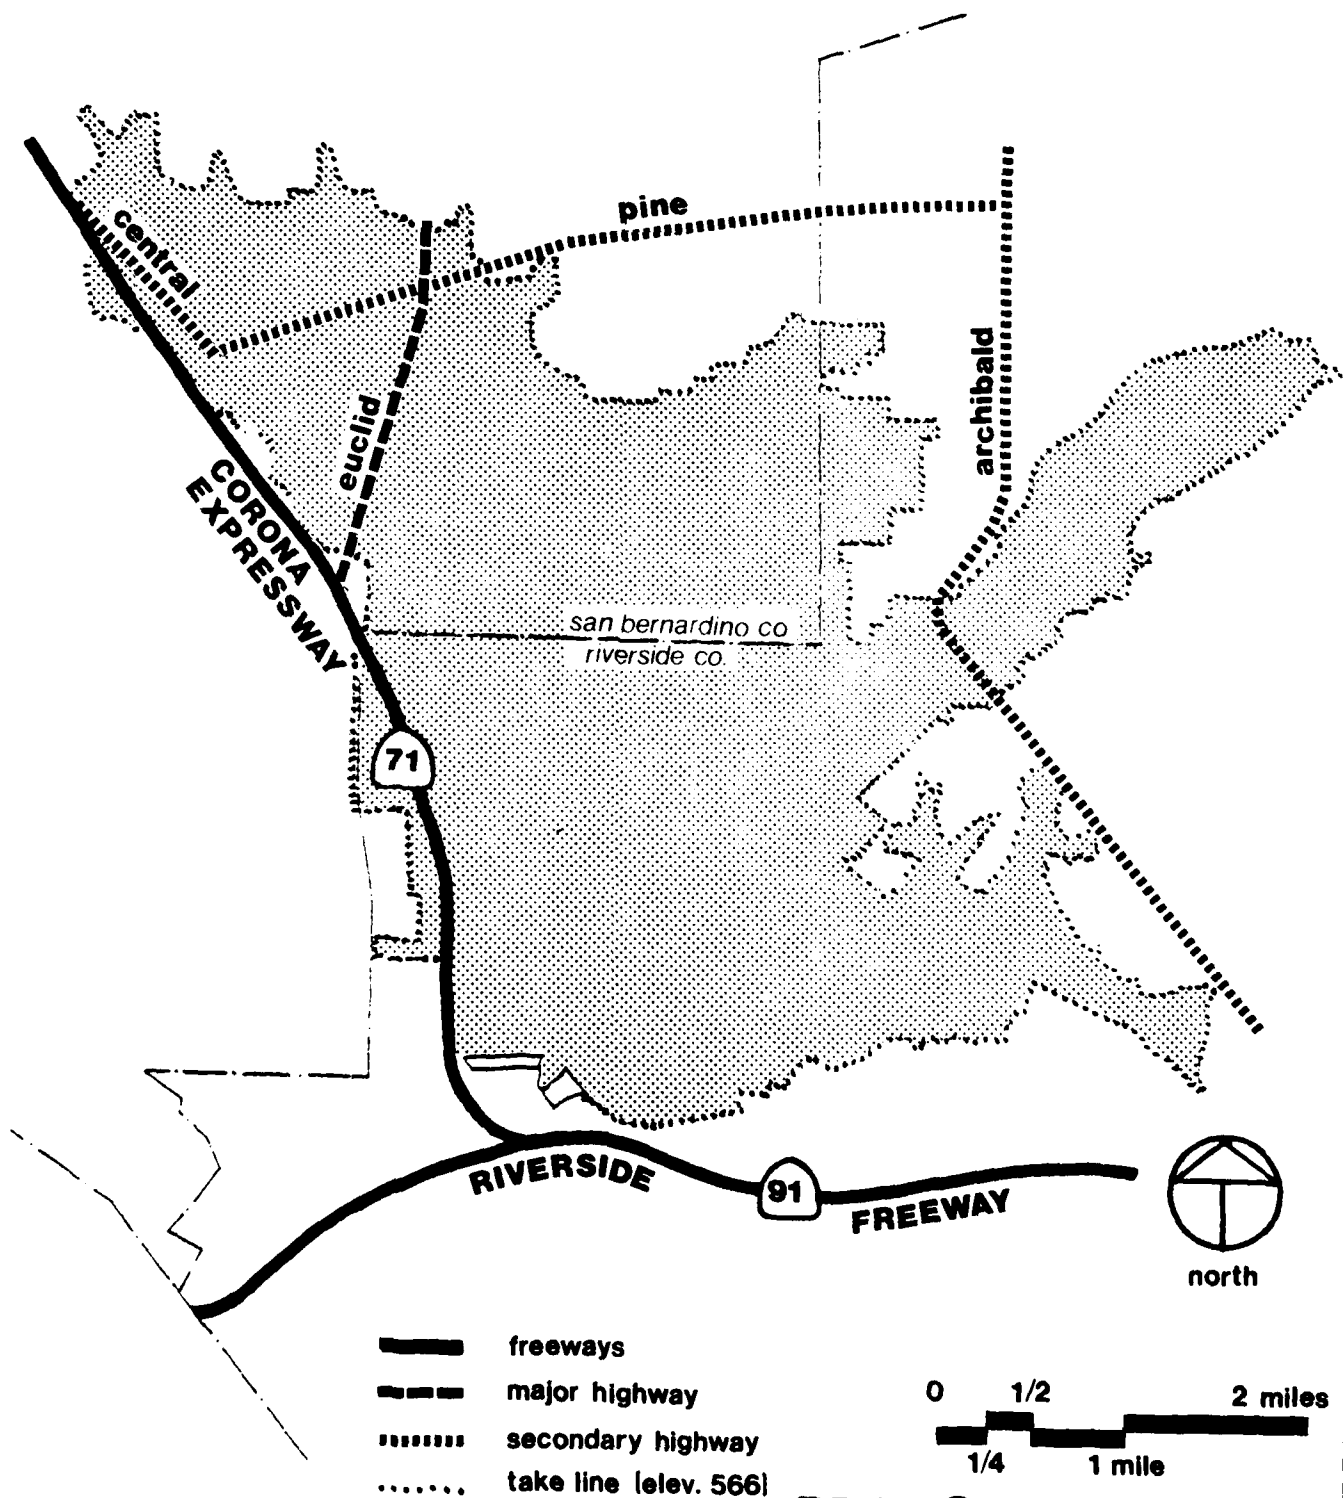 pine
central
archibald
euclid
CORONA
EXPRESSWAY
san bernardino co
riverside co.
71
RIVERSIDE
91
FREEWAY
north
freeways
major highway
secondary highway
take line [elev. 566]
0 1/2 2 miles
1/4 1 mile